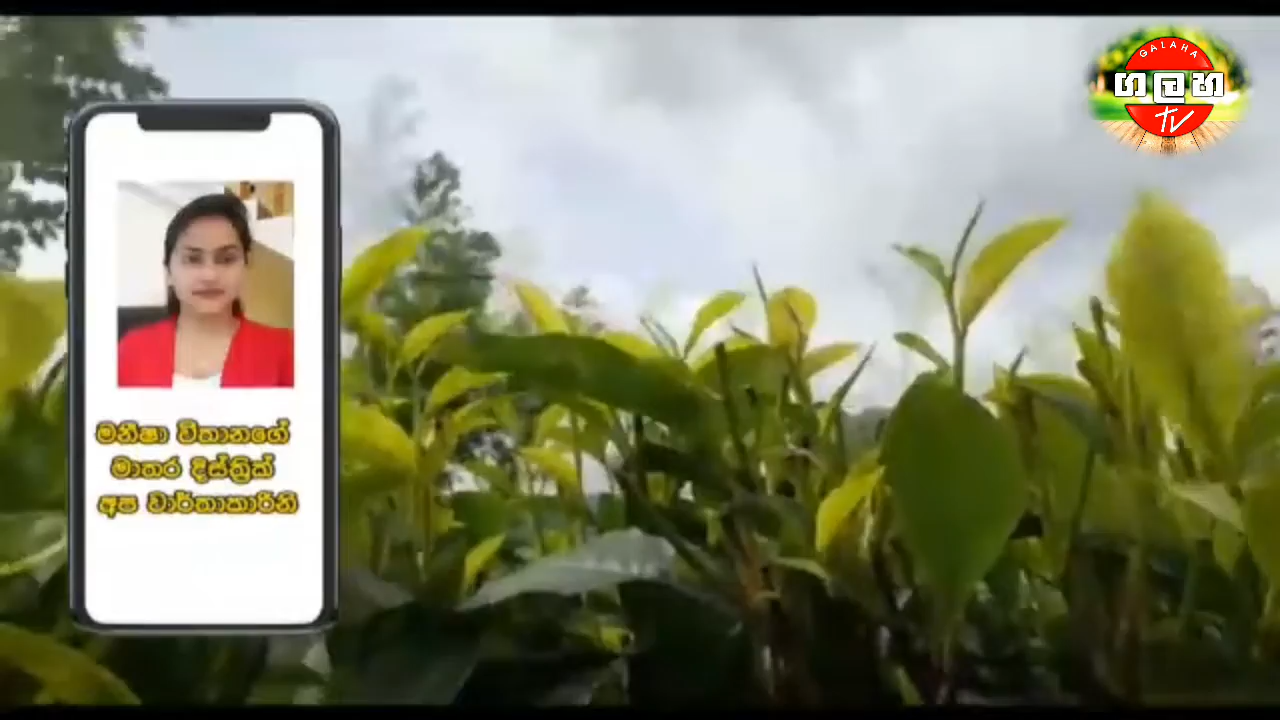 GALAHA
ගලහ
TV
මනීෂා විතානගේ
මාතර දිස්ත්‍රික්
අප වාර්තාකාරිනි